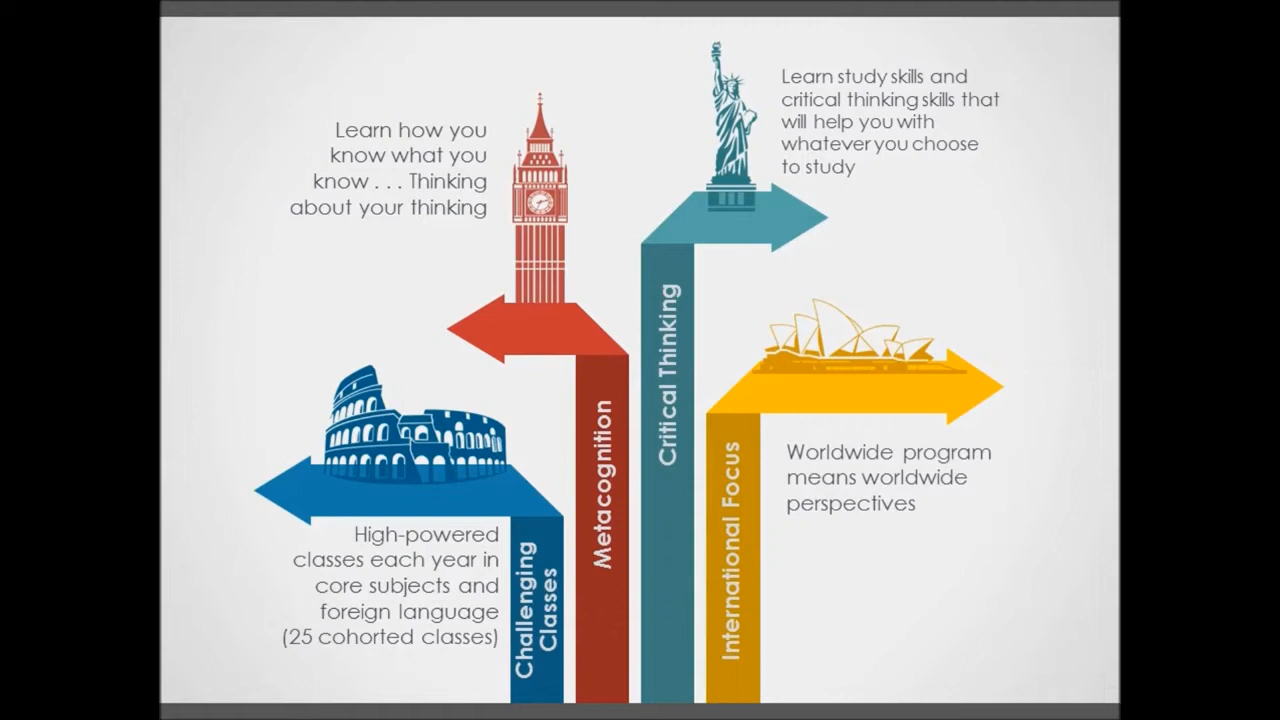 Learn how you
know what you
know . . . Thinking
about your thinking
Learn study skills and
critical thinking skills that
will help you with
whatever you choose
to study
High-powered
classes each year in
core subjects and
foreign language
(25 cohorted classes)
Worldwide program
means worldwide
perspectives
Challenging
Classes
Metacognition
Critical Thinking
International Focus